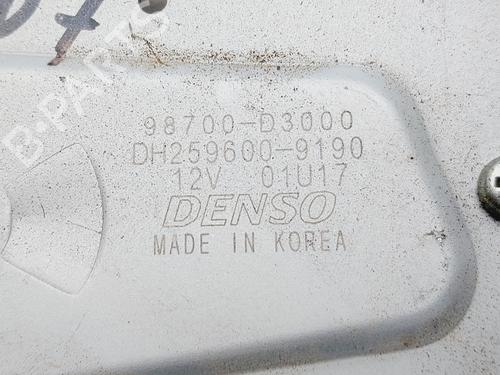 98700-D3000
DH259600-9190
12V 01U17
DENSO
MADE IN KOREA
B-PARTS